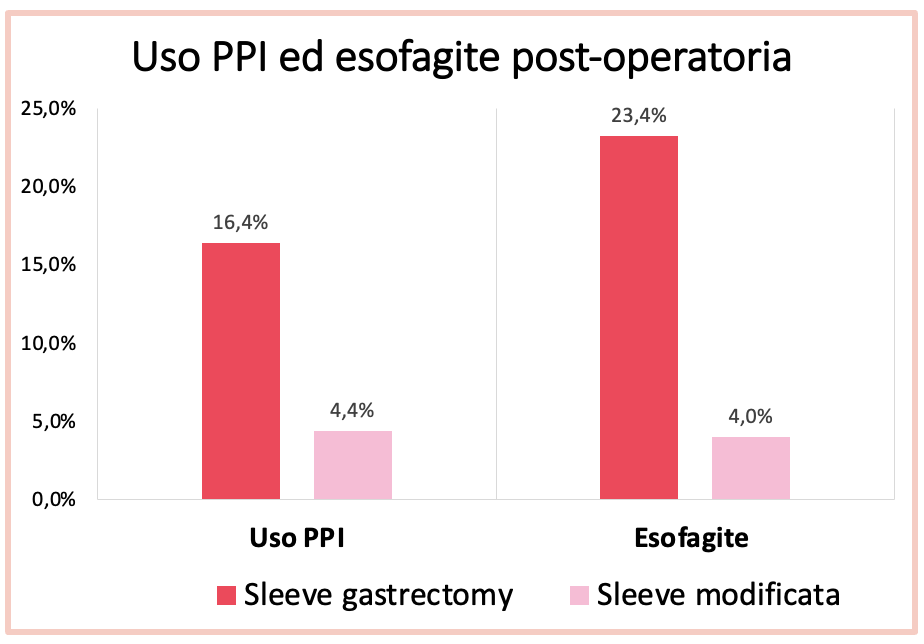 Uso PPI ed esofagite post-operatoria
25,0%
20,0%
15,0%
10,0%
5,0%
0,0%
16,4%
4,4%
23,4%
4,0%
Uso PPI
Esofagite
Sleeve gastrectomy
Sleeve modificata